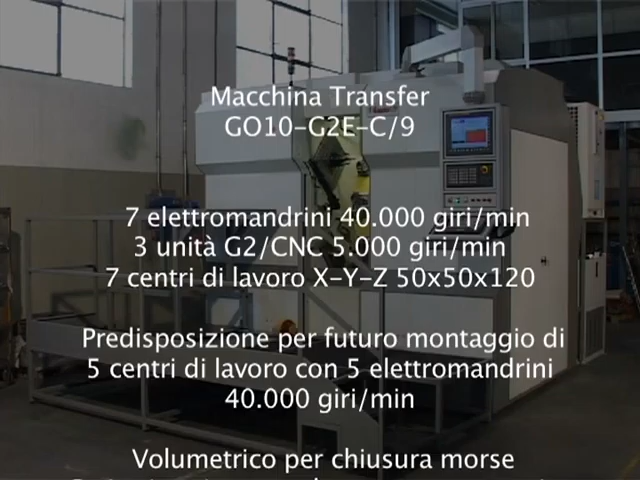 Macchina Transfer
GO10-G2E-C/9
7 elettromandrini 40.000 giri/min
3 unità G2/CNC 5.000 giri/min
7 centri di lavoro X-Y-Z 50x50x120
Predisposizione per futuro montaggio di
5 centri di lavoro con 5 elettromandrini
40.000 giri/min
Volumetrico per chiusura morse